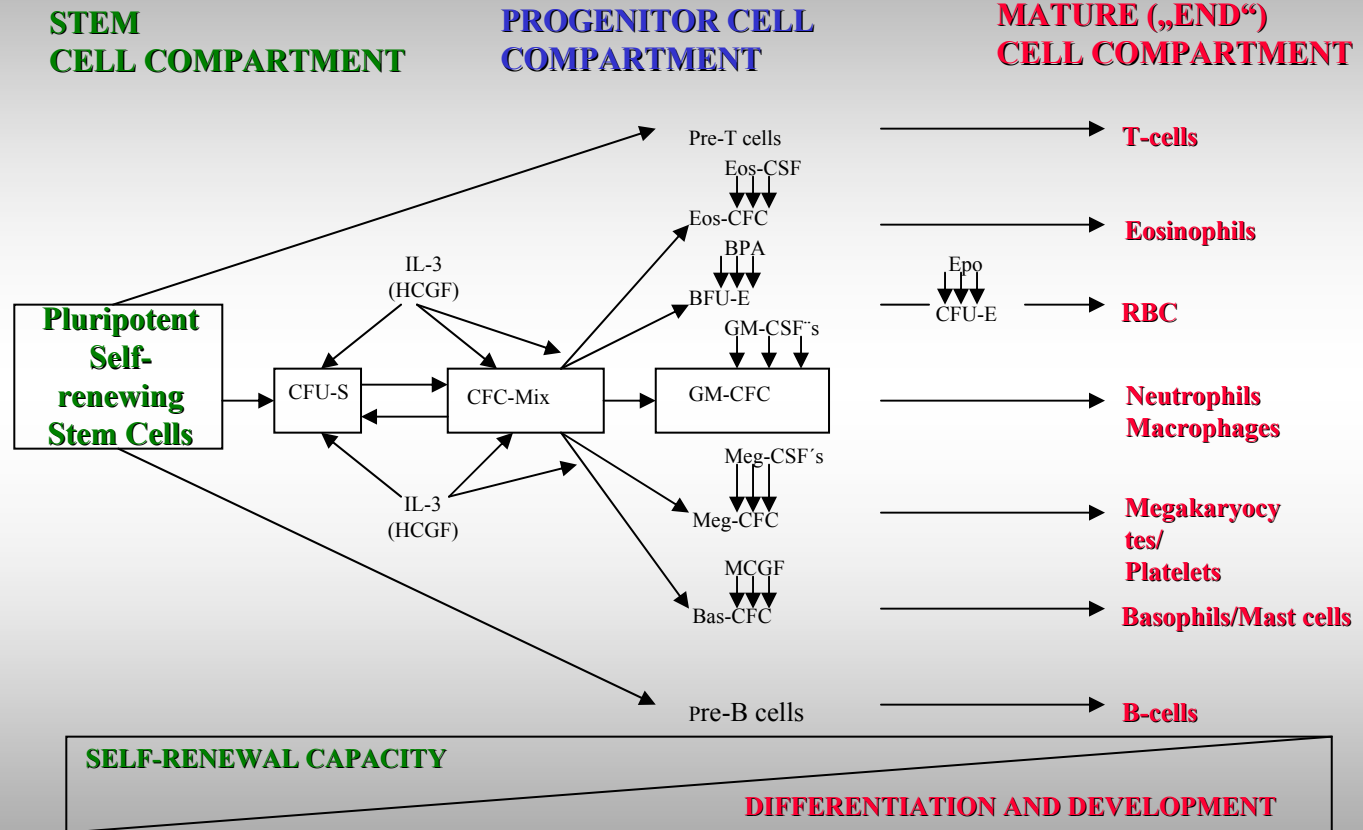 STEM
CELL COMPARTMENT
PROGENITOR CELL
COMPARTMENT
MATURE („END“)
CELL COMPARTMENT
Pre-T cells
T-cells
Eos-CSF
Eos-CFC
Eosinophils
BPA
BFU-E
Epo
CFU-E
RBC
IL-3
(HCGF)
Pluripotent
Self-
renewing
Stem Cells
CFU-S
CFC-Mix
GM-CSF¨s
GM-CFC
Neutrophils
Macrophages
IL-3
(HCGF)
Meg-CSF´s
Meg-CFC
Megakaryocy
tes/
Platelets
MCGF
Bas-CFC
Basophils/Mast cells
Pre-B cells
B-cells
SELF-RENEWAL CAPACITY
DIFFERENTIATION AND DEVELOPMENT